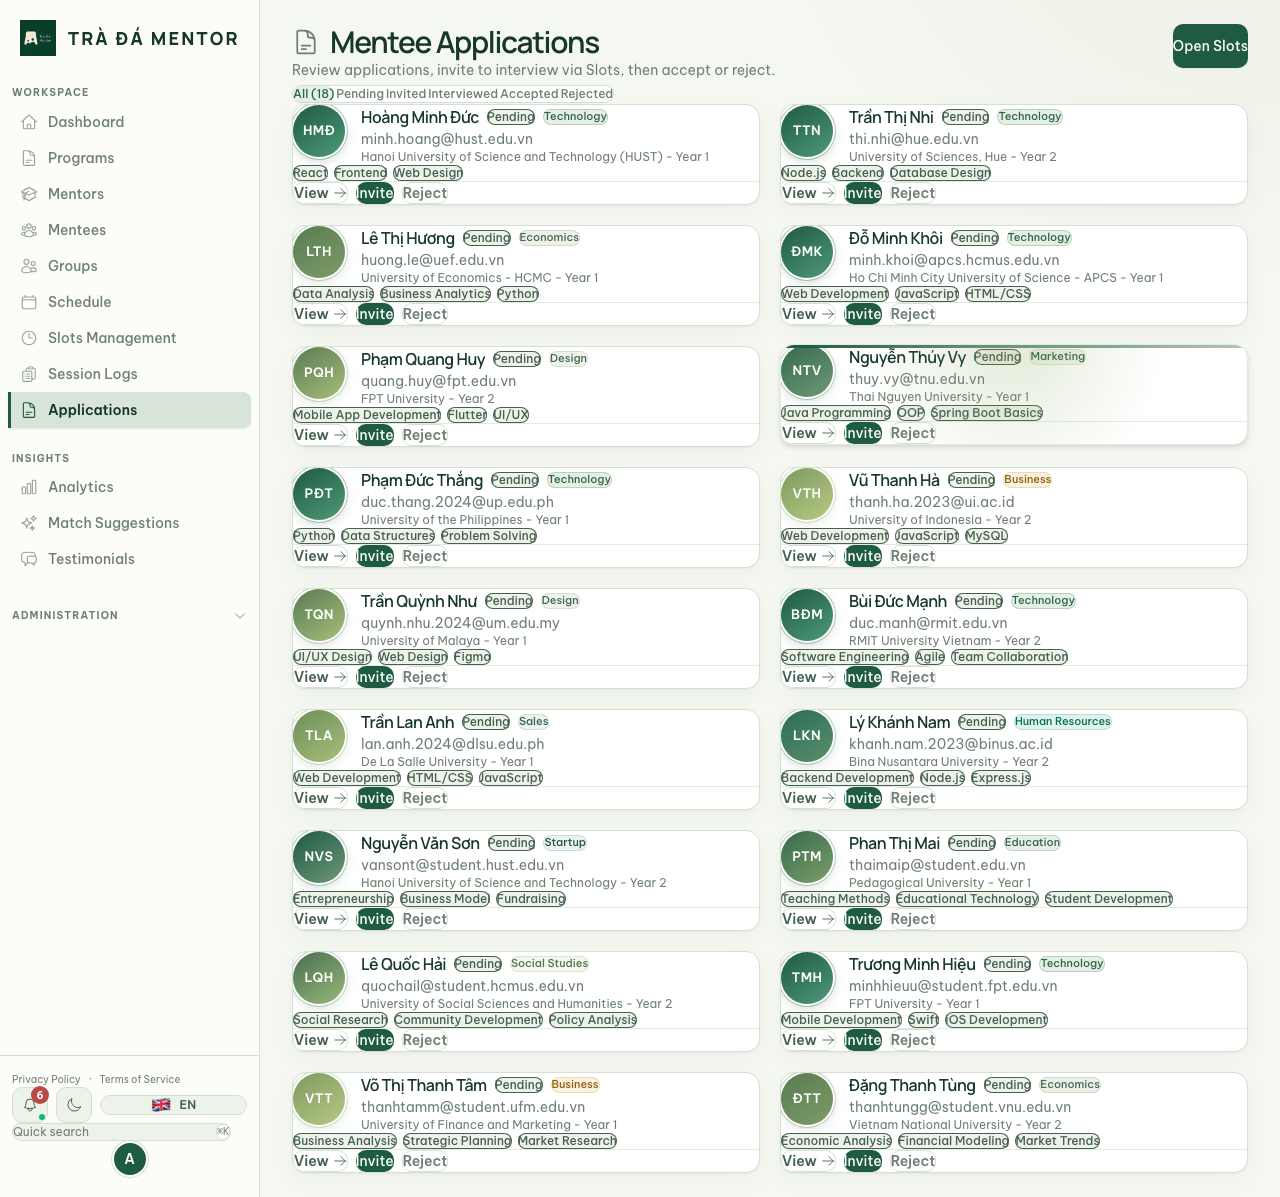 TRÀ ĐÁ MENTOR
WORKSPACE
Dashboard
Programs
Mentors
Mentees
Groups
Schedule
Slots Management
Session Logs
Applications
INSIGHTS
Analytics
Match Suggestions
Testimonials
ADMINISTRATION
Privacy Policy · Terms of Service
6
EN
Quick search ⌘K
A
Mentee Applications
Open Slots
Review applications, invite to interview via Slots, then accept or reject.
All (18) Pending Invited Interviewed Accepted Rejected
HMĐ
Hoàng Minh Đức Pending Technology
minh.hoang@hust.edu.vn
Hanoi University of Science and Technology (HUST) - Year 1
React Frontend Web Design
View → Invite Reject
TTN
Trần Thị Nhi Pending Technology
thi.nhi@hue.edu.vn
University of Sciences, Hue - Year 2
Node.js Backend Database Design
View → Invite Reject
LTH
Lê Thị Hương Pending Economics
huong.le@uef.edu.vn
University of Economics - HCMC - Year 1
Data Analysis Business Analytics Python
View → Invite Reject
ĐMK
Đỗ Minh Khôi Pending Technology
minh.khoi@apcs.hcmus.edu.vn
Ho Chi Minh City University of Science - APCS - Year 1
Web Development JavaScript HTML/CSS
View → Invite Reject
PQH
Phạm Quang Huy Pending Design
quang.huy@fpt.edu.vn
FPT University - Year 2
Mobile App Development Flutter UI/UX
View → Invite Reject
NTV
Nguyễn Thúy Vy Pending Marketing
thuy.vy@tnu.edu.vn
Thai Nguyen University - Year 1
Java Programming OOP Spring Boot Basics
View → Invite Reject
PĐT
Phạm Đức Thắng Pending Technology
duc.thang.2024@up.edu.ph
University of the Philippines - Year 1
Python Data Structures Problem Solving
View → Invite Reject
VTH
Vũ Thanh Hà Pending Business
thanh.ha.2023@ui.ac.id
University of Indonesia - Year 2
Web Development JavaScript MySQL
View → Invite Reject
TQN
Trần Quỳnh Như Pending Design
quynh.nhu.2024@um.edu.my
University of Malaya - Year 1
UI/UX Design Web Design Figma
View → Invite Reject
BĐM
Bùi Đức Mạnh Pending Technology
duc.manh@rmit.edu.vn
RMIT University Vietnam - Year 2
Software Engineering Agile Team Collaboration
View → Invite Reject
TLA
Trần Lan Anh Pending Sales
lan.anh.2024@dlsu.edu.ph
De La Salle University - Year 1
Web Development HTML/CSS JavaScript
View → Invite Reject
LKN
Lý Khánh Nam Pending Human Resources
khanh.nam.2023@binus.ac.id
Bina Nusantara University - Year 2
Backend Development Node.js Express.js
View → Invite Reject
NVS
Nguyễn Văn Sơn Pending Startup
vansont@student.hust.edu.vn
Hanoi University of Science and Technology - Year 2
Entrepreneurship Business Model Fundraising
View → Invite Reject
PTM
Phan Thị Mai Pending Education
thaimaip@student.edu.vn
Pedagogical University - Year 1
Teaching Methods Educational Technology Student Development
View → Invite Reject
LQH
Lê Quốc Hải Pending Social Studies
quochail@student.hcmus.edu.vn
University of Social Sciences and Humanities - Year 2
Social Research Community Development Policy Analysis
View → Invite Reject
TMH
Trương Minh Hiệu Pending Technology
minhhieuu@student.fpt.edu.vn
FPT University - Year 1
Mobile Development Swift iOS Development
View → Invite Reject
VTT
Võ Thị Thanh Tâm Pending Business
thanhtamm@student.ufm.edu.vn
University of Finance and Marketing - Year 1
Business Analysis Strategic Planning Market Research
View → Invite Reject
ĐTT
Đặng Thanh Tùng Pending Economics
thanhtungg@student.vnu.edu.vn
Vietnam National University - Year 2
Economic Analysis Financial Modeling Market Trends
View → Invite Reject